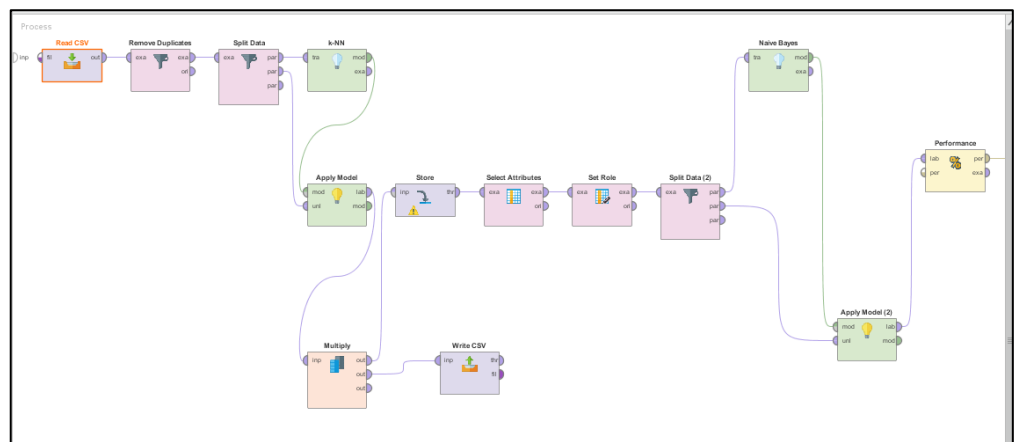 Process
Read CSV
Remove Duplicates
Split Data
k-NN
Naive Bayes
inp
fil
out
exa
exa
ori
exa
par
par
par
tra
mod
exa
tra
mod
exa
Performance
lab
per
per
exa
Apply Model
Store
Select Attributes
Set Role
Split Data (2)
mod
unl
lab
mod
inp
thr
exa
exa
ori
exa
exa
ori
exa
par
par
par
Apply Model (2)
mod
unl
lab
mod
Multiply
Write CSV
inp
out
out
out
inp
thr
fil